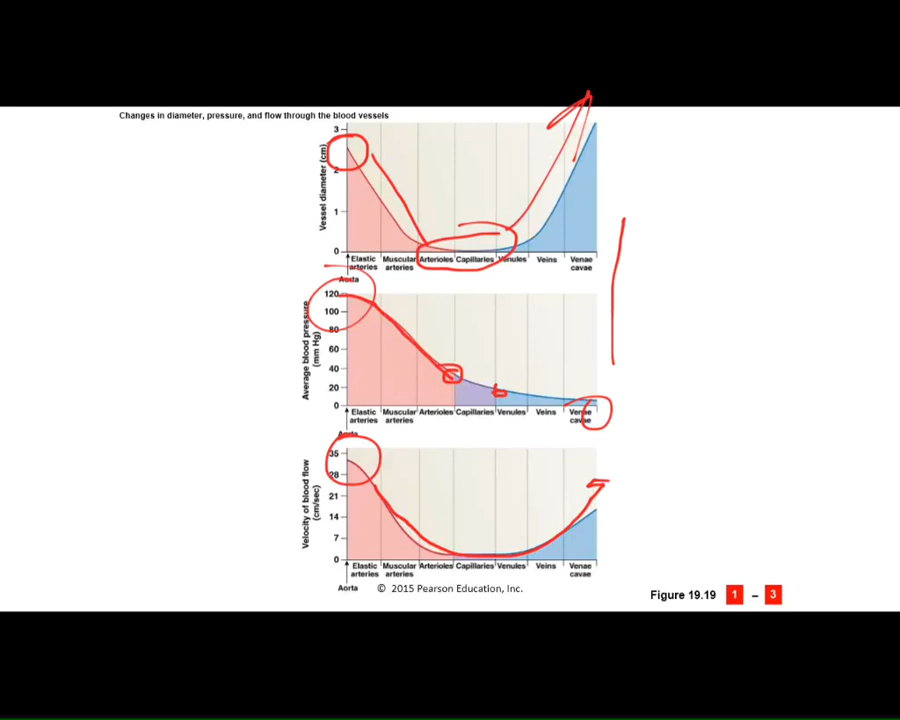 Changes in diameter, pressure, and flow through the blood vessels
Vessel diameter (cm)
3
2
1
0
Elastic arteries
Muscular arteries
Arterioles
Capillaries
Venules
Veins
Venae cavae
Aorta
Average blood pressure (mm Hg)
120
100
80
60
40
20
0
Elastic arteries
Muscular arteries
Arterioles
Capillaries
Venules
Veins
Venae cavae
Aorta
Velocity of blood flow (cm/sec)
35
28
21
14
7
0
Elastic arteries
Muscular arteries
Arterioles
Capillaries
Venules
Veins
Venae cavae
Aorta
© 2015 Pearson Education, Inc.
Figure 19.19 1 – 3